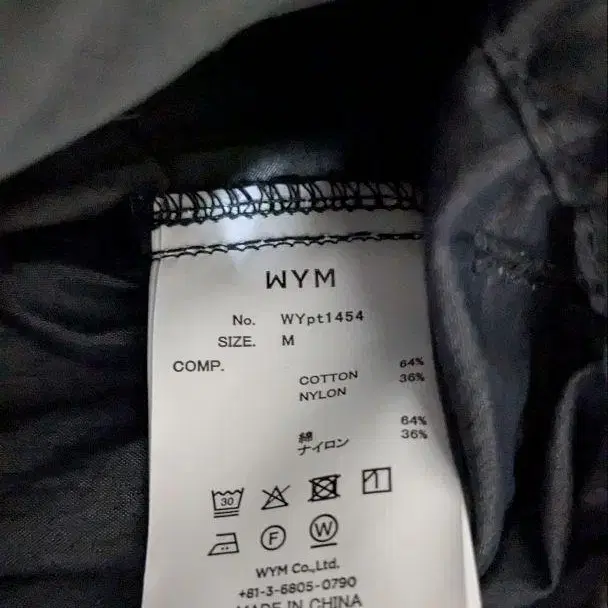 WYM
No. WYpt1454
SIZE. M
COMP.
COTTON 64%
NYLON 36%
綿 64%
ナイロン 36%
30
F W
WYM Co.,Ltd.
+81-3-6805-0790
MADE IN CHINA